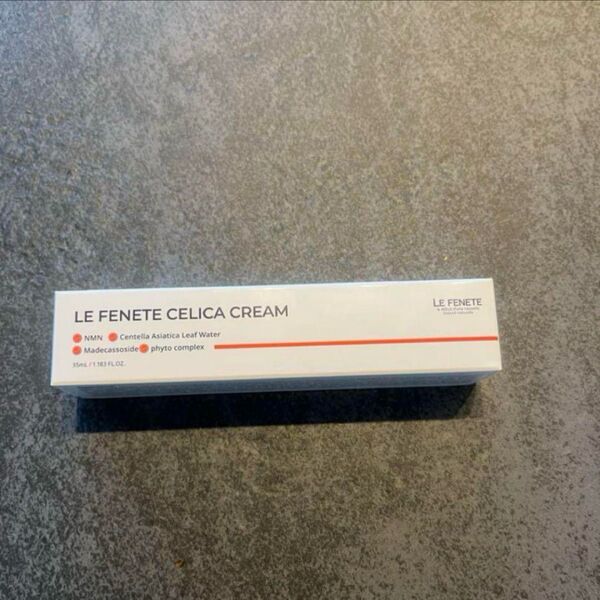 LE FENETE CELICA CREAM
NMN Centella Asiatica Leaf Water
Madecassoside phyto complex
35mL / 1.183 FL.OZ.
LE FENETE